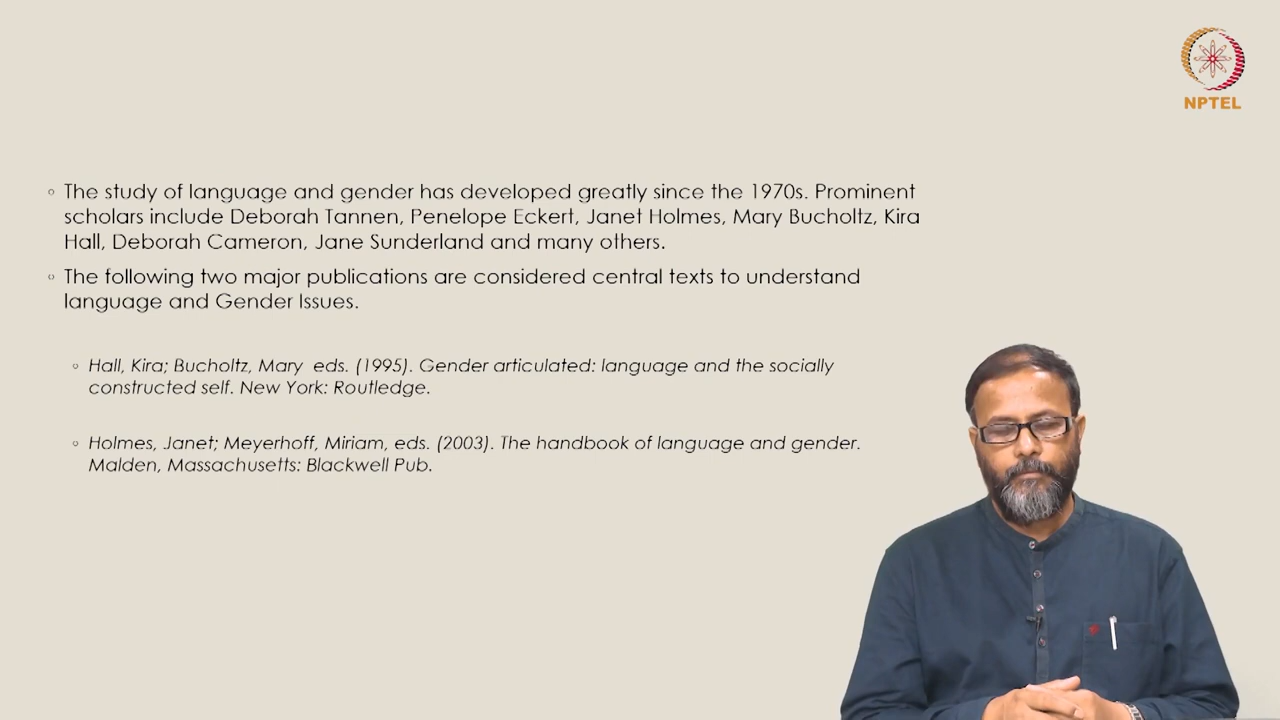 NPTEL
◦ The study of language and gender has developed greatly since the 1970s. Prominent
scholars include Deborah Tannen, Penelope Eckert, Janet Holmes, Mary Bucholtz, Kira
Hall, Deborah Cameron, Jane Sunderland and many others.
◦ The following two major publications are considered central texts to understand
language and Gender Issues.
◦ Hall, Kira; Bucholtz, Mary eds. (1995). Gender articulated: language and the socially
constructed self. New York: Routledge.
◦ Holmes, Janet; Meyerhoff, Miriam, eds. (2003). The handbook of language and gender.
Malden, Massachusetts: Blackwell Pub.